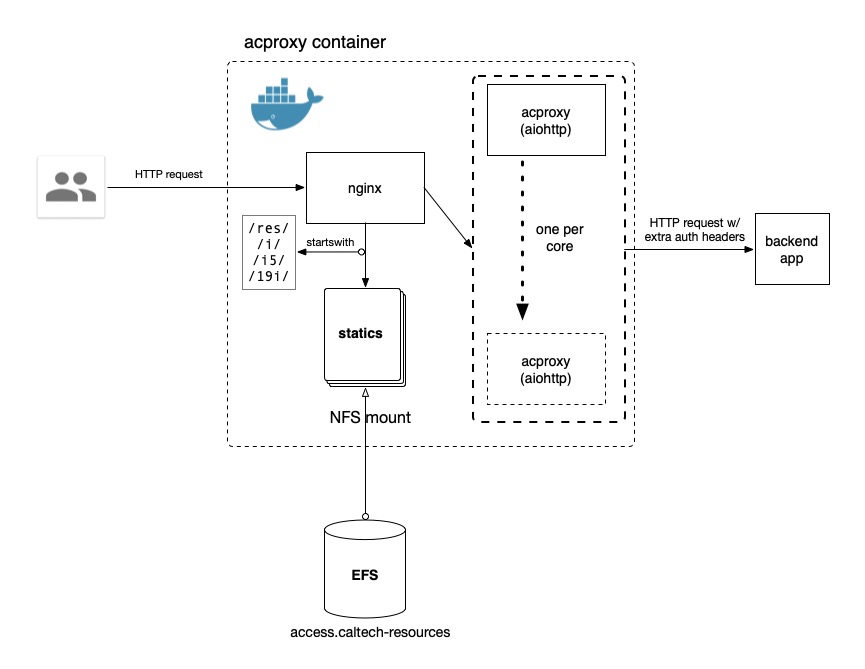 acproxy container
acproxy
(aiohttp)
HTTP request
nginx
/res/
/i/
/i5/
/19i/
startswith
one per
core
HTTP request w/
extra auth headers
backend
app
statics
acproxy
(aiohttp)
NFS mount
EFS
access.caltech-resources